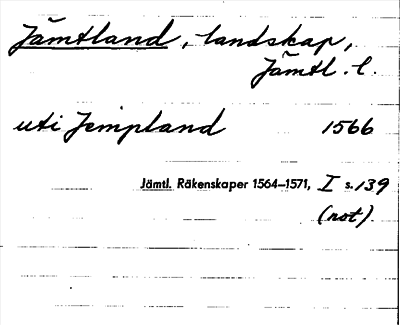 Jämtland, landskap,
Jämtl. l.
uti Jempland 1566
Jämtl. Räkenskaper 1564–1571, I s. 139
(not).